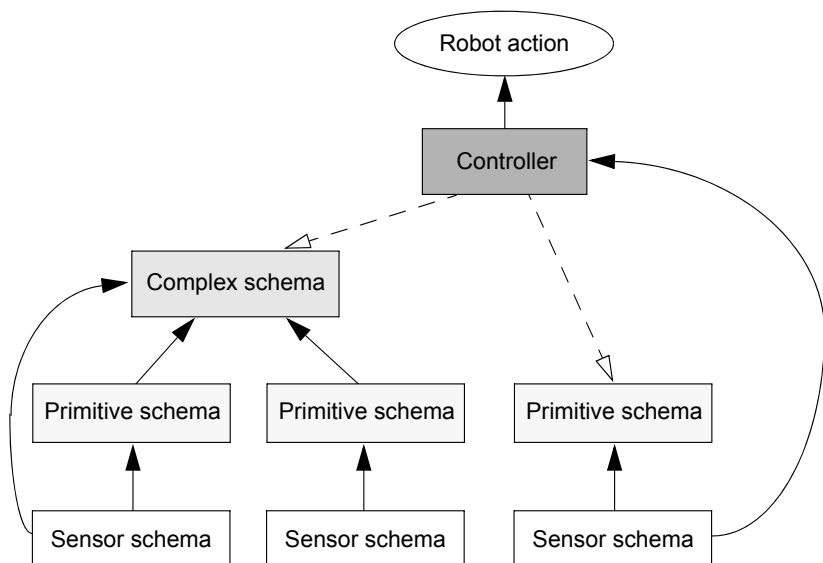 Robot action
Controller
Complex schema
Primitive schema
Primitive schema
Primitive schema
Sensor schema
Sensor schema
Sensor schema